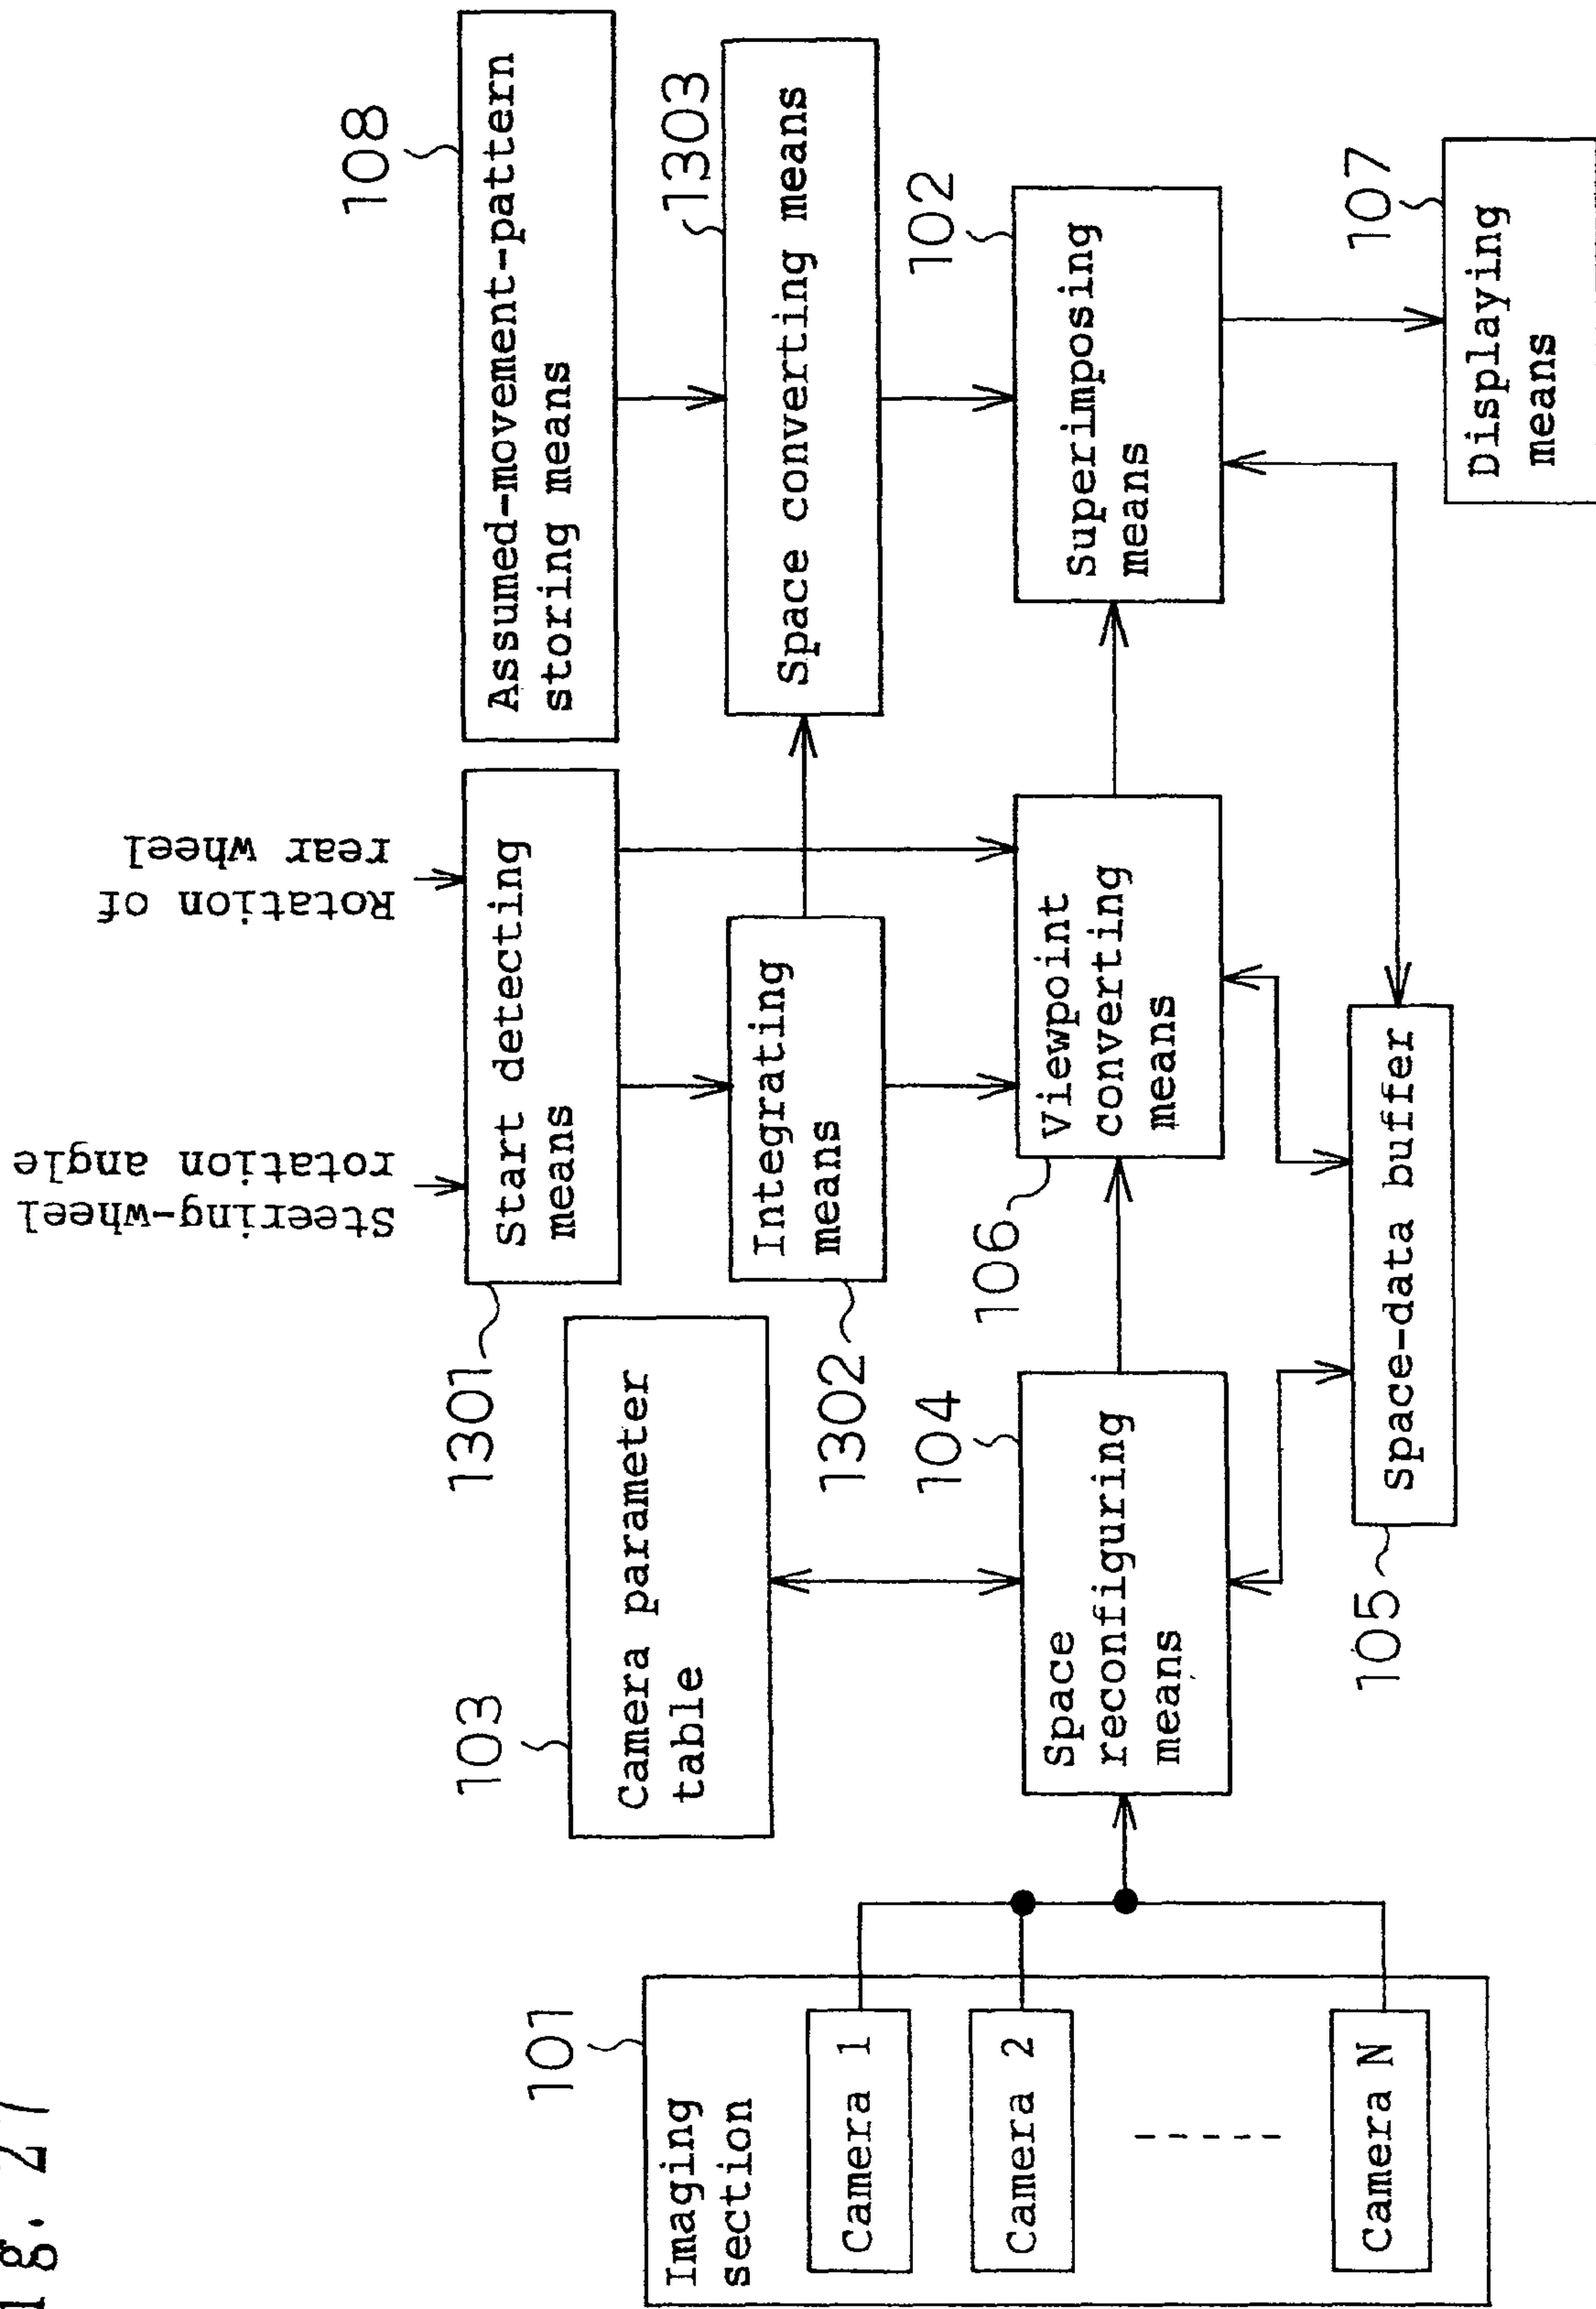 ig. 27
Steering-wheel
rotation angle
Rotation of
rear wheel
1301
Start detecting
means
108
Assumed-movement-pattern
storing means
103
Camera parameter
table
1302
Integrating
means
1303
Space converting means
101
Imaging
section
Camera 1
Camera 2
Camera N
104
Space
reconfiguring
means
106
Viewpoint
converting
means
102
Superimposing
means
105
Space-data buffer
107
Displaying
means